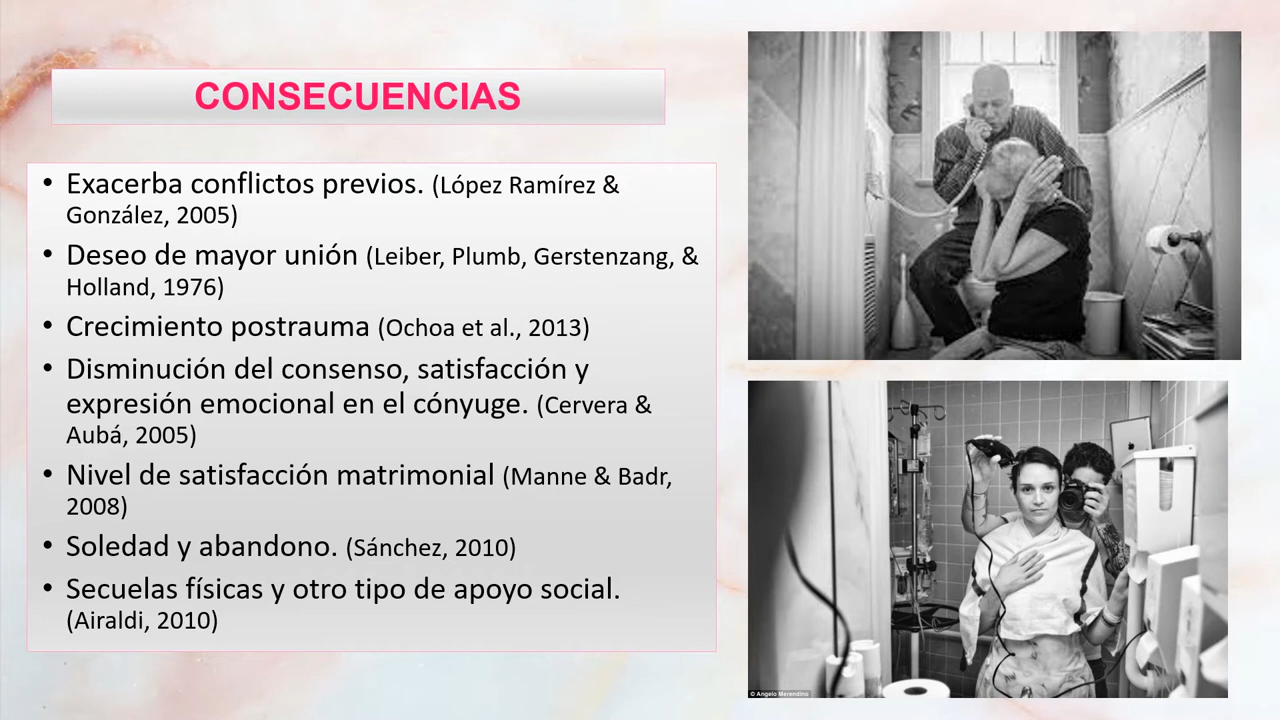 CONSECUENCIAS
• Exacerba conflictos previos. (López Ramírez &
González, 2005)
• Deseo de mayor unión (Leiber, Plumb, Gerstenzang, &
Holland, 1976)
• Crecimiento postrauma (Ochoa et al., 2013)
• Disminución del consenso, satisfacción y
expresión emocional en el cónyuge. (Cervera &
Aubá, 2005)
• Nivel de satisfacción matrimonial (Manne & Badr,
2008)
• Soledad y abandono. (Sánchez, 2010)
• Secuelas físicas y otro tipo de apoyo social.
(Airaldi, 2010)
© Angelo Merendino